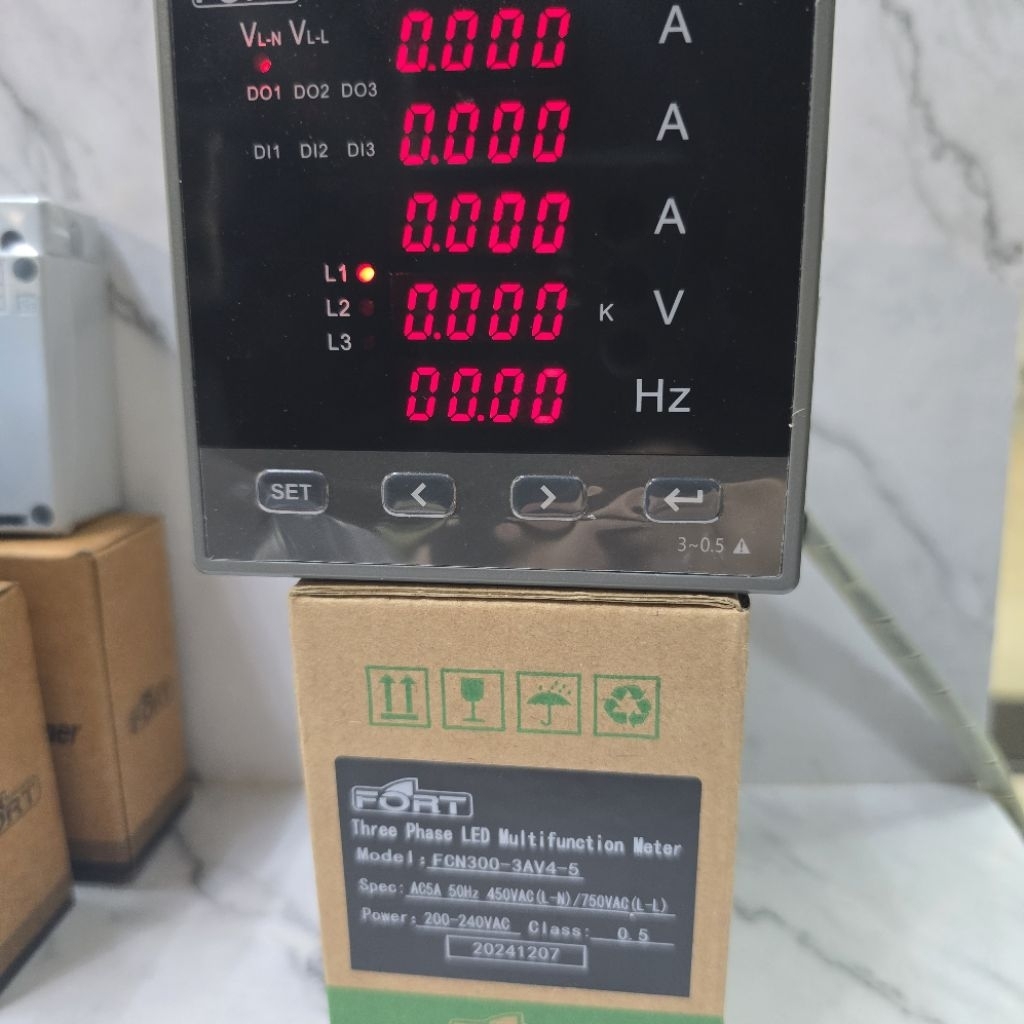 FORT
VL-N VL-L
0.000 A
DO1 DO2 DO3
0.000 A
DI1 DI2 DI3
0.000 A
L1
L2 0.000 K V
L3
00.00 Hz
SET < >
3~0.5
FORT
Three Phase LED Multifunction Meter
Model: FCN300-3AV4-5
Spec: AC5A 50Hz 450VAC(L-N)/750VAC(L-L)
Power: 200-240VAC Class: 0.5
20241207
FORT